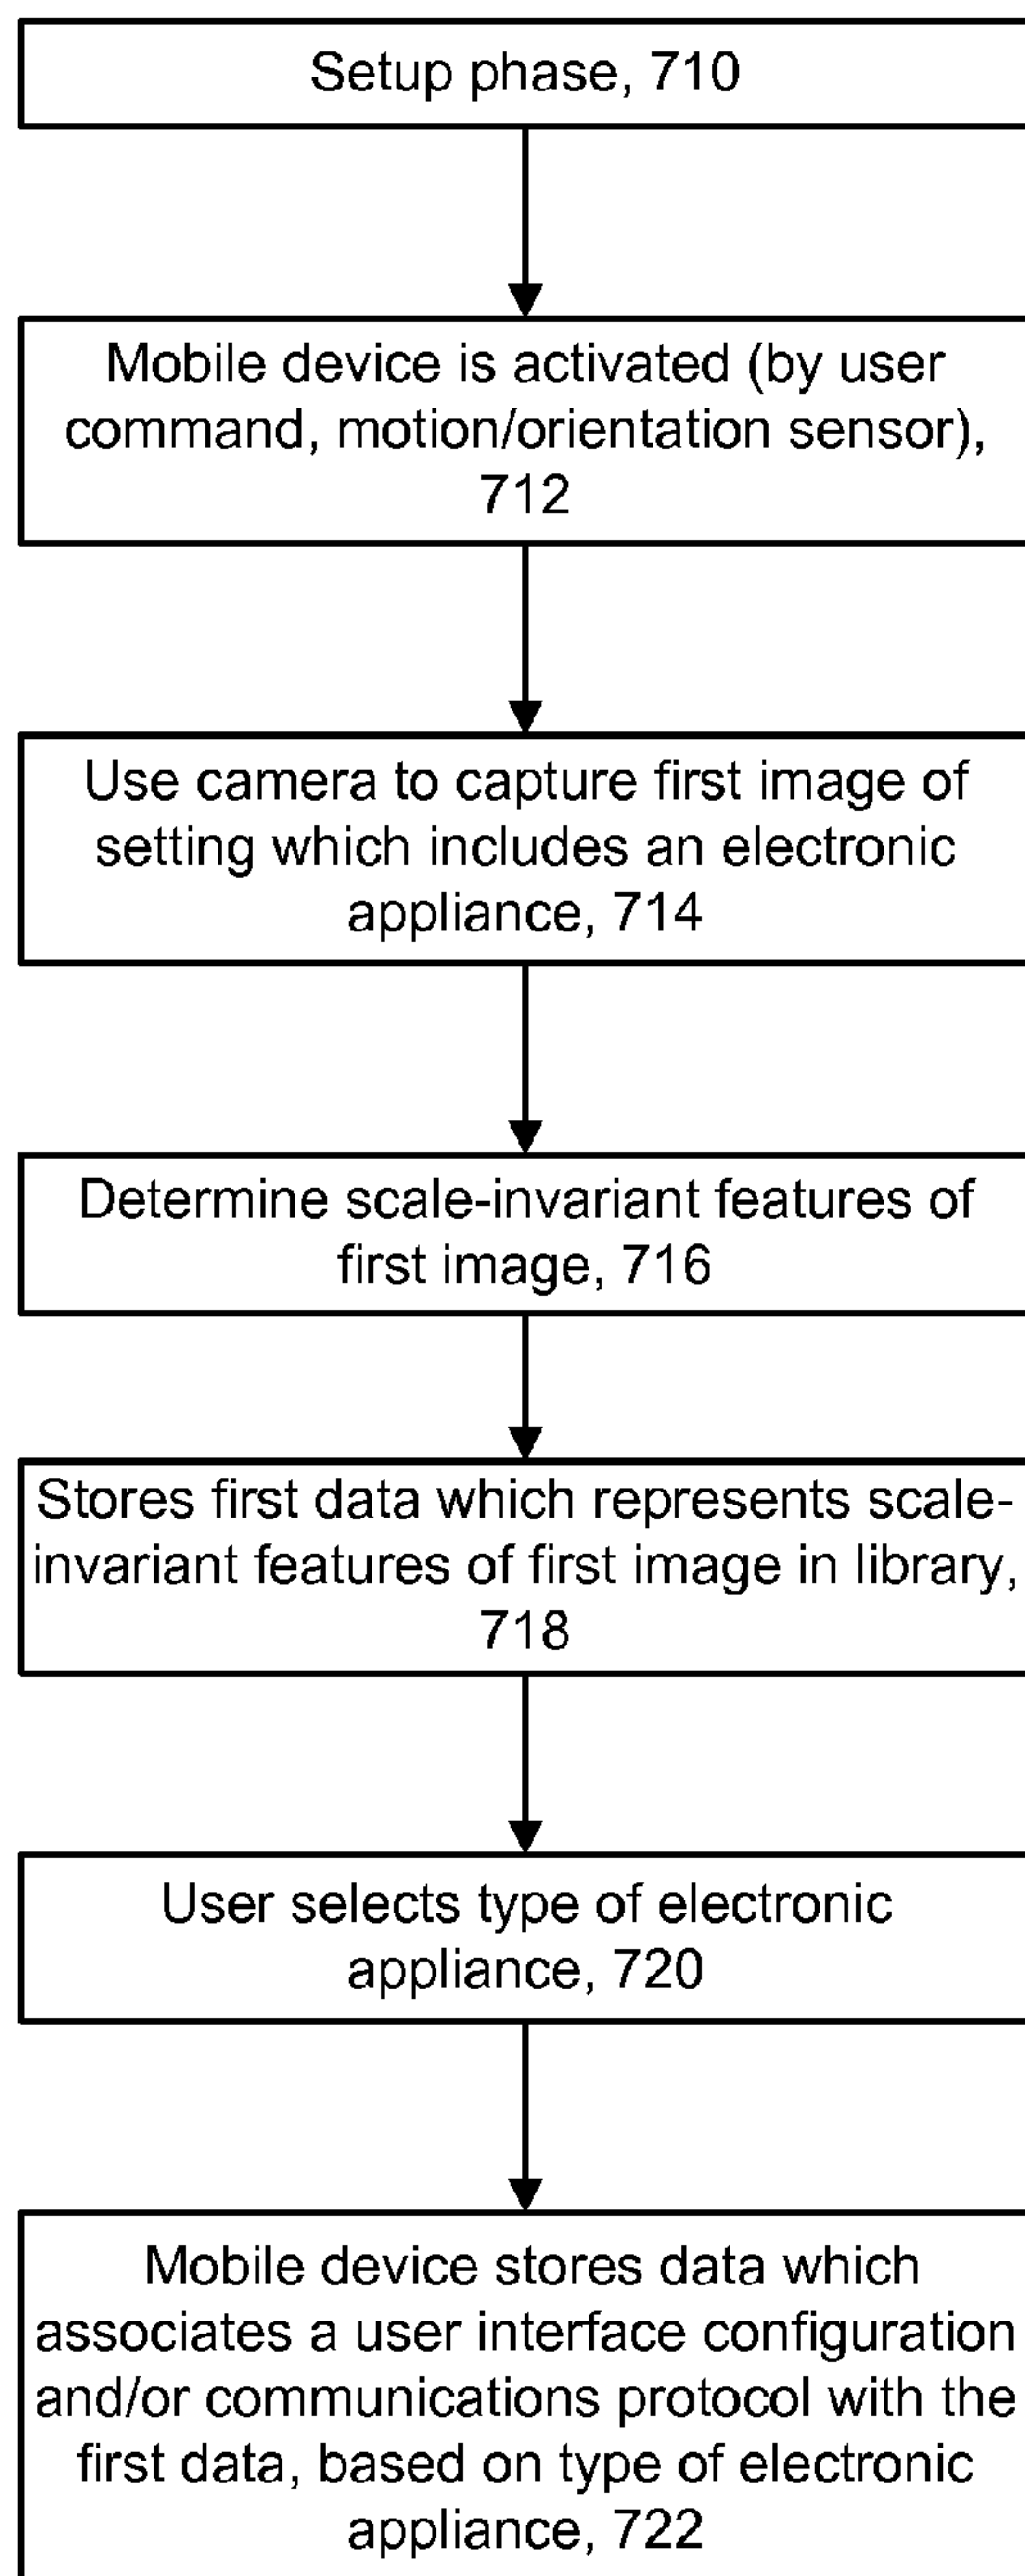 Setup phase, 710
Mobile device is activated (by user
command, motion/orientation sensor),
712
Use camera to capture first image of
setting which includes an electronic
appliance, 714
Determine scale-invariant features of
first image, 716
Stores first data which represents scale-
invariant features of first image in library,
718
User selects type of electronic
appliance, 720
Mobile device stores data which
associates a user interface configuration
and/or communications protocol with the
first data, based on type of electronic
appliance, 722